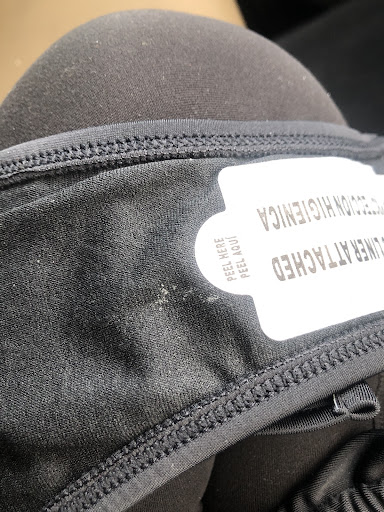 LINER ATTACHED
HIGIENICA
PEEL HERE
PEEL AQUI